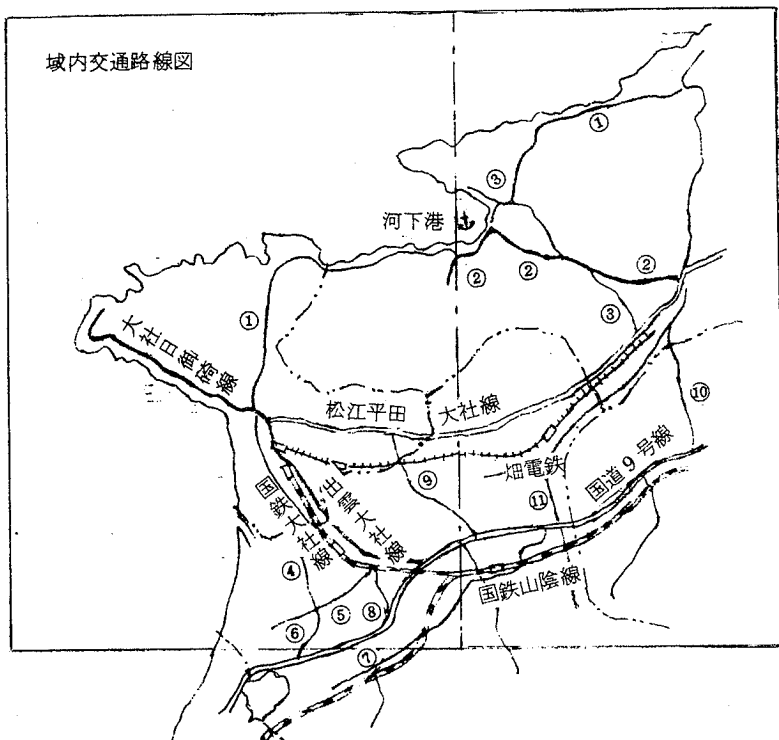 域内交通路線図
①
③
河下港
②
②
②
①
③
大社日御碕線
松江平田
大社線
⑩
⑨
一畑電鉄
国道9号線
出雲大社線
国鉄大社線
⑪
④
国鉄山陰線
⑤
⑧
⑥
⑦